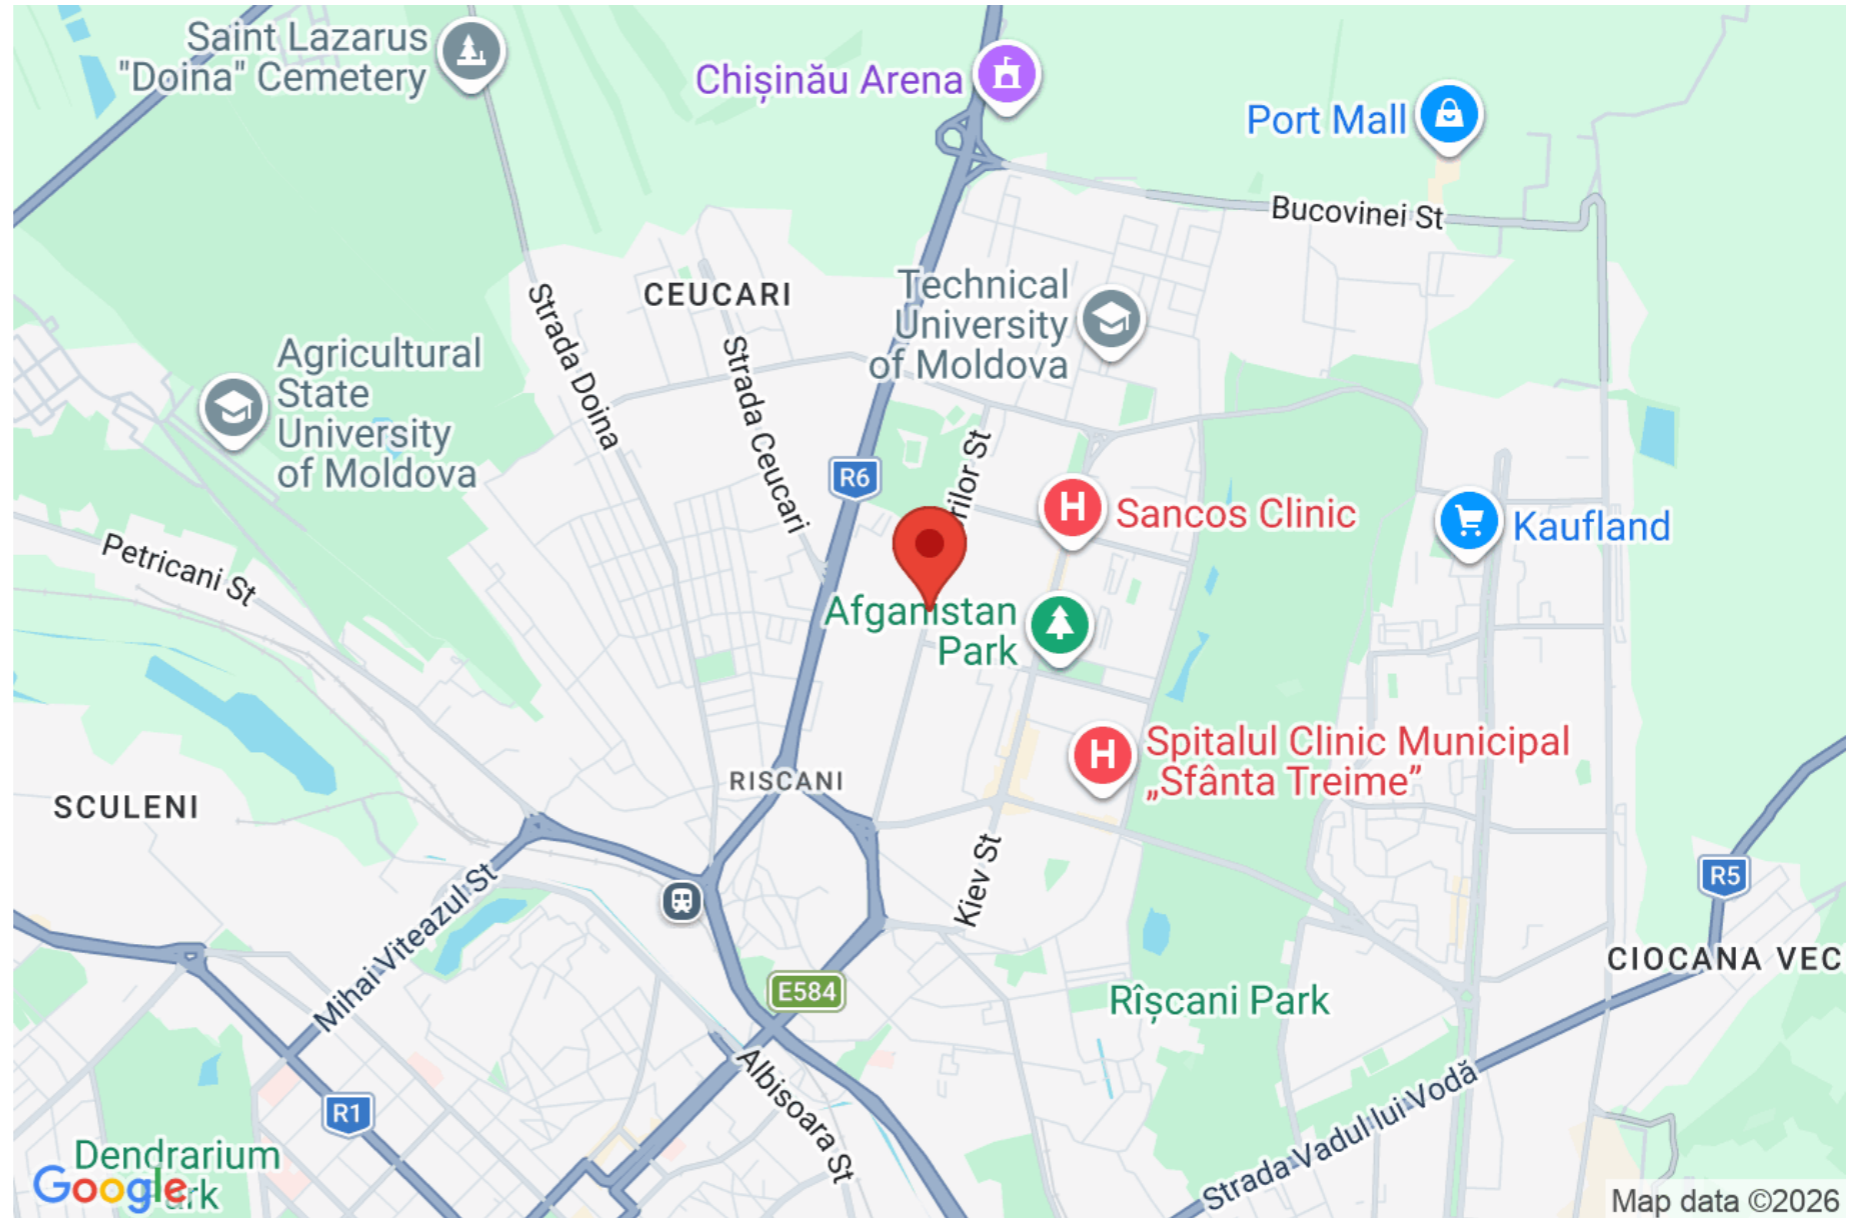 Saint Lazarus
"Doina" Cemetery
Chișinău Arena
Port Mall
Bucovinei St
CEUCARI
Technical
University
of Moldova
Strada Doina
Strada Ceucari
Agricultural
State
University
of Moldova
R6
Sancos Clinic
Kaufland
Petricani St
Afganistan
Park
Spitalul Clinic Municipal
„Sfânta Treime”
RISCANI
SCULENI
Kiev St
R5
Mihai Viteazul St
CIOCANA VEC
E584
Rîșcani Park
Albisoara St
R1
Strada Vadul lui Vodă
Dendrarium
Google
Map data ©2026